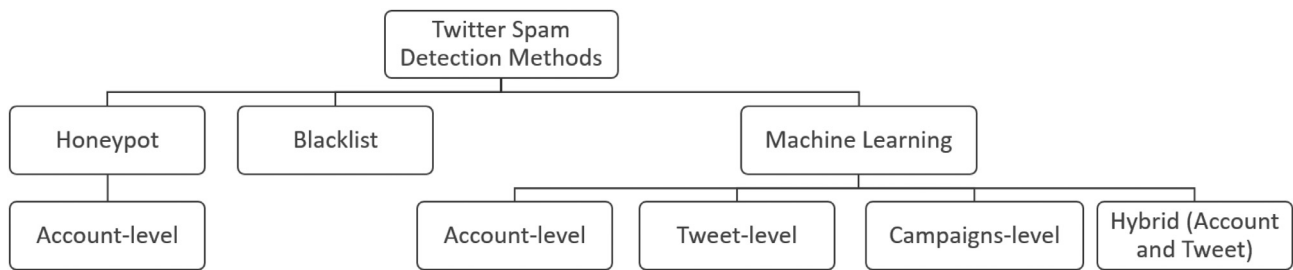 Twitter Spam
Detection Methods
Honeypot
Blacklist
Machine Learning
Account-level
Account-level
Tweet-level
Campaigns-level
Hybrid (Account
and Tweet)